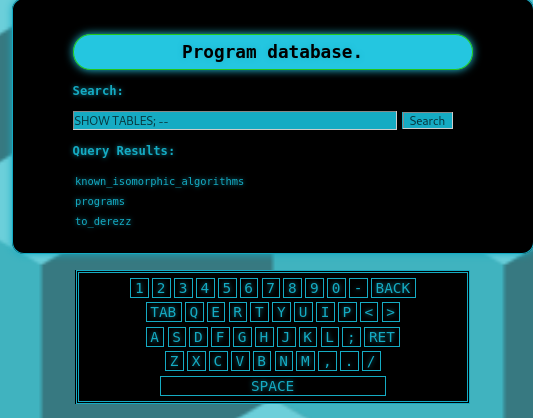 Program database.
Search:
SHOW TABLES; --
Search
Query Results:
known_isomorphic_algorithms
programs
to_derezz
1 2 3 4 5 6 7 8 9 0 - BACK
TAB Q E R T Y U I P < >
A S D F G H J K L ; RET
Z X C V B N M , . /
SPACE